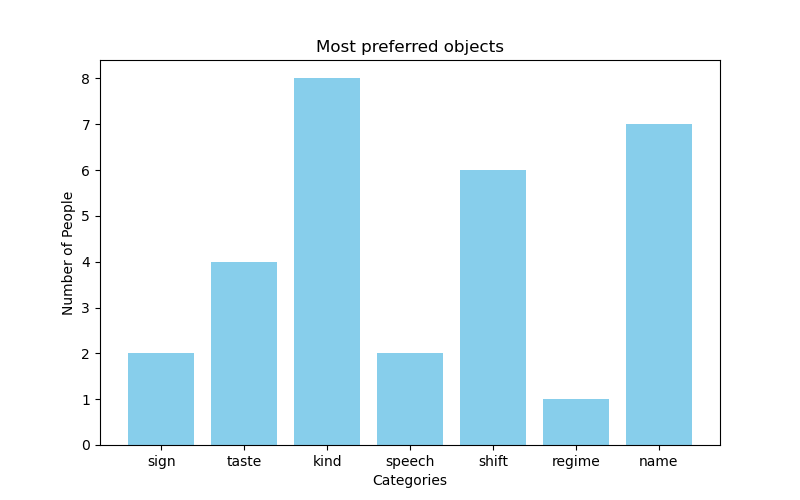 Most preferred objects
Number of People
8
7
6
5
4
3
2
1
0
sign taste kind speech shift regime name
Categories